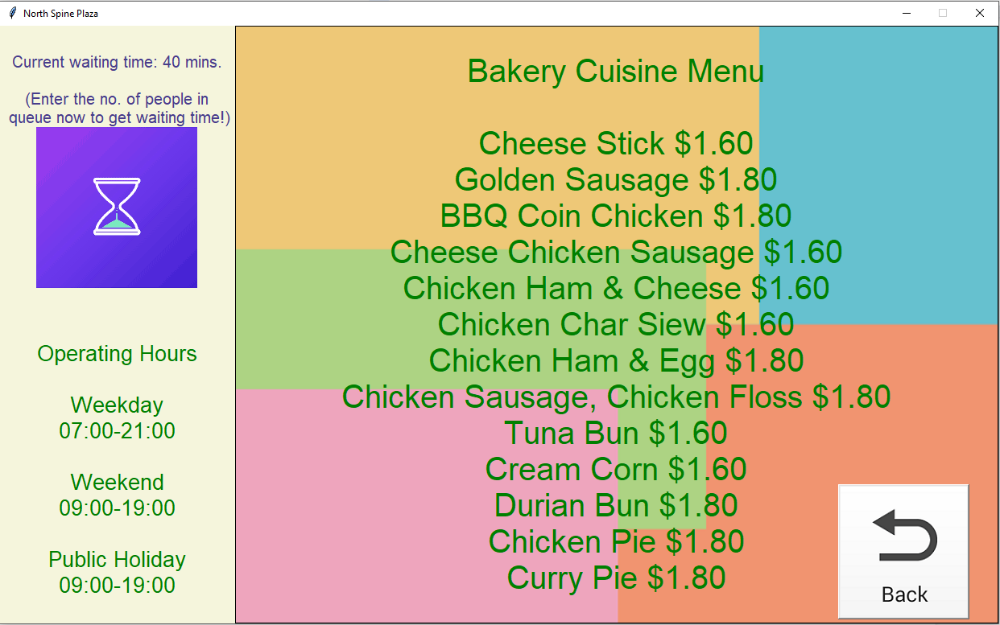 North Spine Plaza
Current waiting time: 40 mins.
(Enter the no. of people in
queue now to get waiting time!)
Operating Hours
Weekday
07:00-21:00
Weekend
09:00-19:00
Public Holiday
09:00-19:00
Bakery Cuisine Menu
Cheese Stick $1.60
Golden Sausage $1.80
BBQ Coin Chicken $1.80
Cheese Chicken Sausage $1.60
Chicken Ham & Cheese $1.60
Chicken Char Siew $1.60
Chicken Ham & Egg $1.80
Chicken Sausage, Chicken Floss $1.80
Tuna Bun $1.60
Cream Corn $1.60
Durian Bun $1.80
Chicken Pie $1.80
Curry Pie $1.80
Back